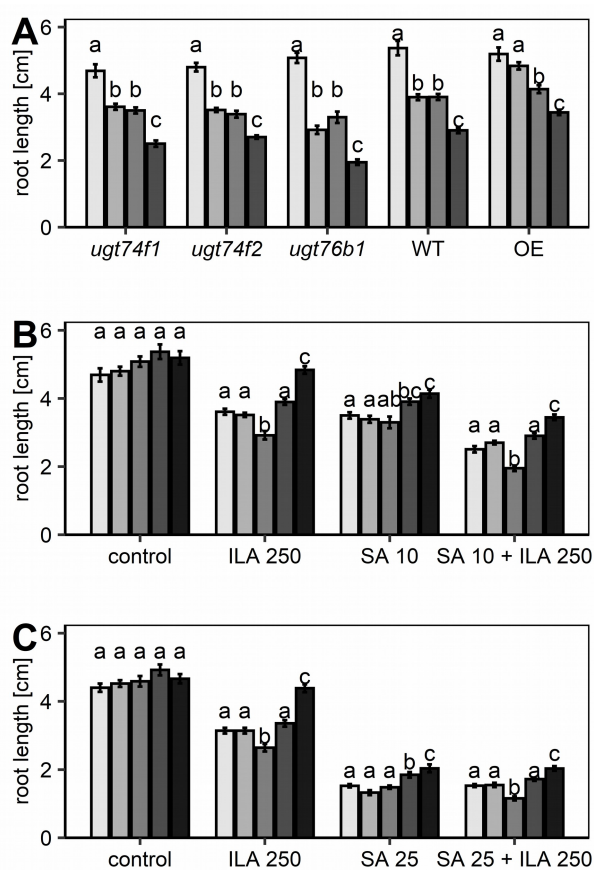 A
root length [cm]
6
4
2
0
a b b c a b b c a b b c a b b c a a b c
ugt74f1 ugt74f2 ugt76b1 WT OE
B
root length [cm]
6
4
2
0
a a a a a a a b a c a a ab bc c a a b a c
control ILA 250 SA 10 SA 10 + ILA 250
C
root length [cm]
6
4
2
0
a a a a a a a b a c a a a b c a a b a c
control ILA 250 SA 25 SA 25 + ILA 250